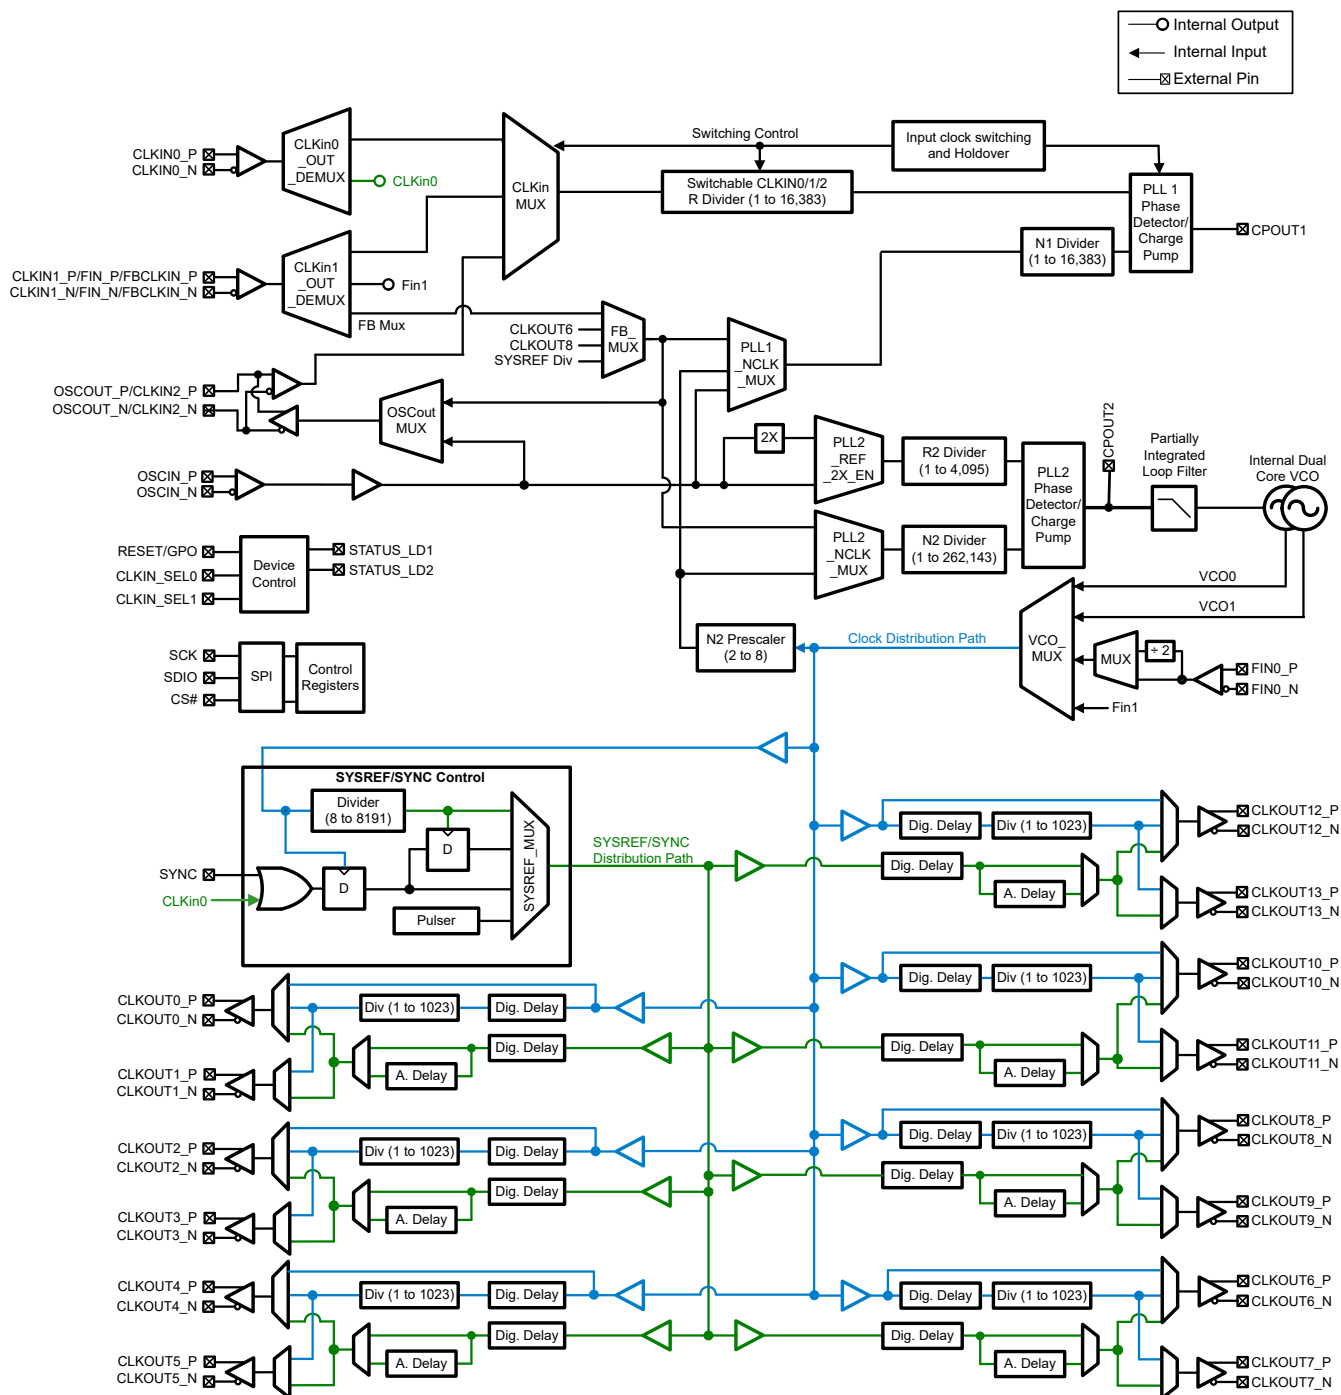 Internal Output
Internal Input
External Pin
CLKIN0_P
CLKIN0_N
CLKin0
_OUT
_DEMUX
CLKin0
CLKin
MUX
Switching Control
Input clock switching
and Holdover
Switchable CLKIN0/1/2
R Divider (1 to 16,383)
PLL 1
Phase
Detector/
Charge
Pump
CPOUT1
N1 Divider
(1 to 16,383)
CLKIN1_P/FIN_P/FBCLKIN_P
CLKIN1_N/FIN_N/FBCLKIN_N
CLKin1
_OUT
_DEMUX
Fin1
FB Mux
CLKOUT6
CLKOUT8
SYSREF Div
FB_
MUX
PLL1
_NCLK
_MUX
OSCOUT_P/CLKIN2_P
OSCOUT_N/CLKIN2_N
OSCout
MUX
OSCIN_P
OSCIN_N
2X
PLL2
_REF
_2X_EN
R2 Divider
(1 to 4,095)
PLL2
Phase
Detector/
Charge
Pump
CPOUT2
Partially
Integrated
Loop Filter
Internal Dual
Core VCO
PLL2
_NCLK
_MUX
N2 Divider
(1 to 262,143)
RESET/GPO
CLKIN_SEL0
CLKIN_SEL1
Device
Control
STATUS_LD1
STATUS_LD2
VCO0
VCO1
SCK
SDIO
CS#
SPI
Control
Registers
N2 Prescaler
(2 to 8)
Clock Distribution Path
VCO_
MUX
MUX
÷ 2
FIN0_P
FIN0_N
Fin1
SYSREF/SYNC Control
Divider
(8 to 8191)
D
D
Pulser
SYSREF_MUX
SYNC
CLKin0
SYSREF/SYNC
Distribution Path
Dig. Delay
Div (1 to 1023)
CLKOUT12_P
CLKOUT12_N
Dig. Delay
A. Delay
CLKOUT13_P
CLKOUT13_N
Dig. Delay
Div (1 to 1023)
CLKOUT10_P
CLKOUT10_N
CLKOUT0_P
CLKOUT0_N
Div (1 to 1023)
Dig. Delay
Dig. Delay
A. Delay
CLKOUT1_P
CLKOUT1_N
Dig. Delay
A. Delay
CLKOUT11_P
CLKOUT11_N
CLKOUT2_P
CLKOUT2_N
Div (1 to 1023)
Dig. Delay
Dig. Delay
Div (1 to 1023)
CLKOUT8_P
CLKOUT8_N
CLKOUT3_P
CLKOUT3_N
A. Delay
Dig. Delay
Dig. Delay
A. Delay
CLKOUT9_P
CLKOUT9_N
CLKOUT4_P
CLKOUT4_N
Div (1 to 1023)
Dig. Delay
Dig. Delay
Div (1 to 1023)
CLKOUT6_P
CLKOUT6_N
CLKOUT5_P
CLKOUT5_N
A. Delay
Dig. Delay
Dig. Delay
A. Delay
CLKOUT7_P
CLKOUT7_N